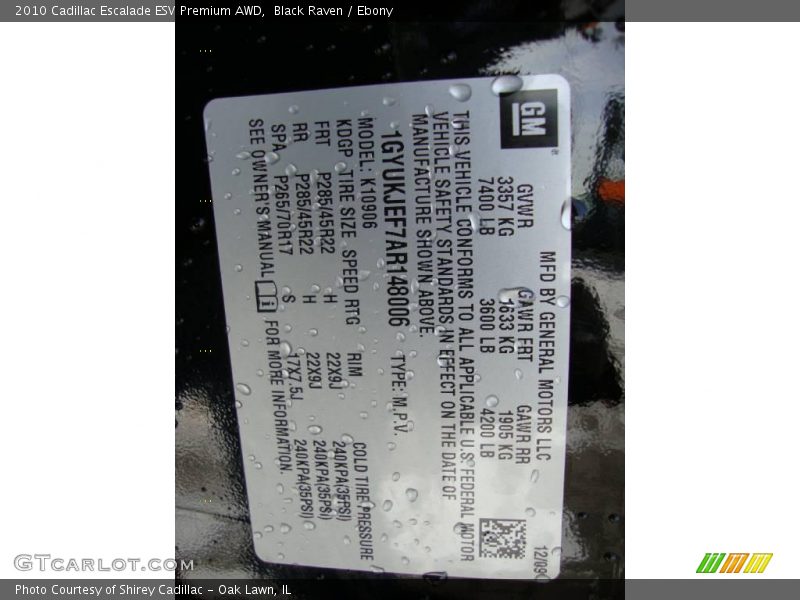 2010 Cadillac Escalade ESV Premium AWD,  Black Raven / Ebony
GM
MFD BY GENERAL MOTORS LLC 12/09
GVWR GAWR FRT GAWR RR
3357 KG 1633 KG 1905 KG
7400 LB 3600 LB 4200 LB
THIS VEHICLE CONFORMS TO ALL APPLICABLE U.S. FEDERAL MOTOR
VEHICLE SAFETY STANDARDS IN EFFECT ON THE DATE OF
MANUFACTURE SHOWN ABOVE.
1GYUKJEF7AR148006 TYPE: M.P.V.
MODEL: K10906
KDGP TIRE SIZE SPEED RTG RIM COLD TIRE PRESSURE
FRT P285/45R22 H 22X9J 240KPA(35PSI)
RR P285/45R22 H 22X9J 240KPA(35PSI)
SPA P265/70R17 S 17X7.5J 240KPA(35PSI)
SEE OWNER'S MANUAL i FOR MORE INFORMATION.
GTcarlot.com
Photo Courtesy of Shirey Cadillac - Oak Lawn, IL